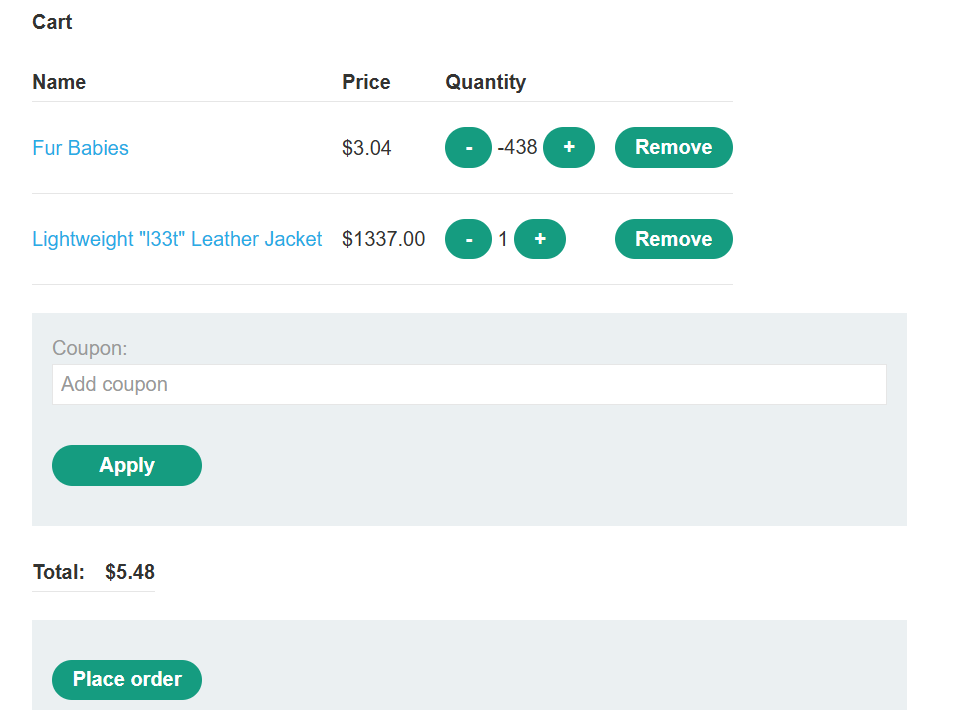 Cart
Name Price Quantity
Fur Babies $3.04 - -438 + Remove
Lightweight "l33t" Leather Jacket $1337.00 - 1 + Remove
Coupon:
Add coupon
Apply
Total: $5.48
Place order